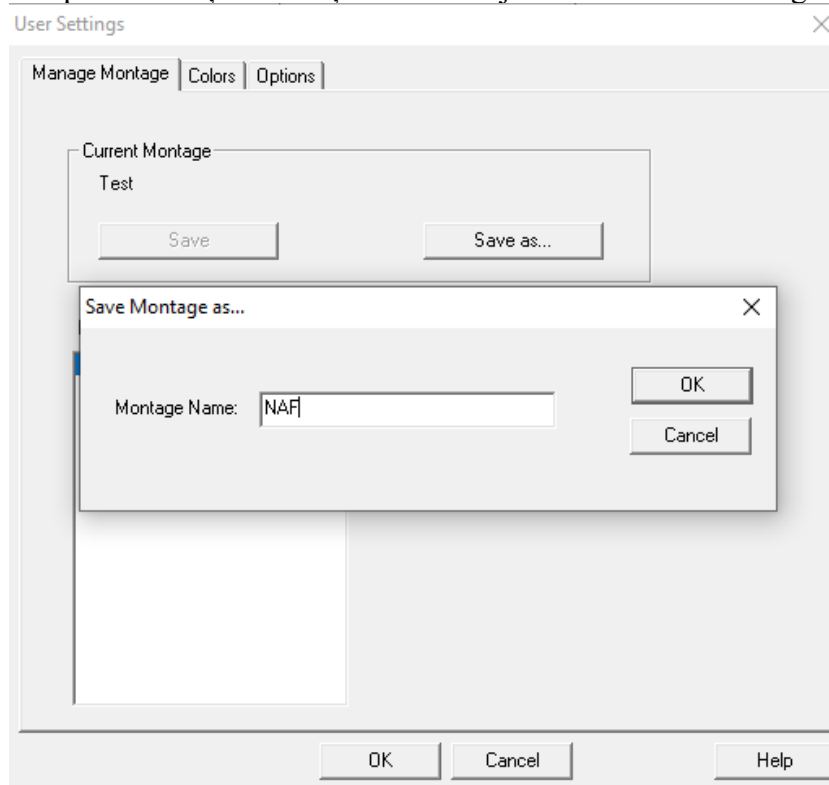 User Settings
Manage Montage Colors Options
Current Montage
Test
Save Save as...
Save Montage as...
Montage Name: NAF
OK
Cancel
OK Cancel Help